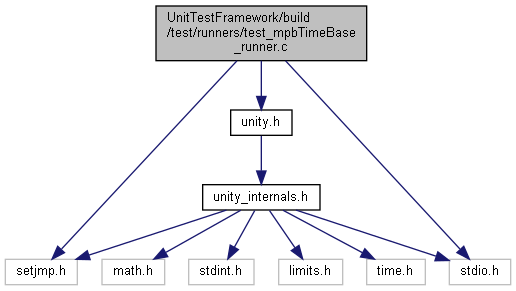 UnitTestFramework/build
/test/runners/test_mpbTimeBase
_runner.c
unity.h
unity_internals.h
setjmp.h
math.h
stdint.h
limits.h
time.h
stdio.h